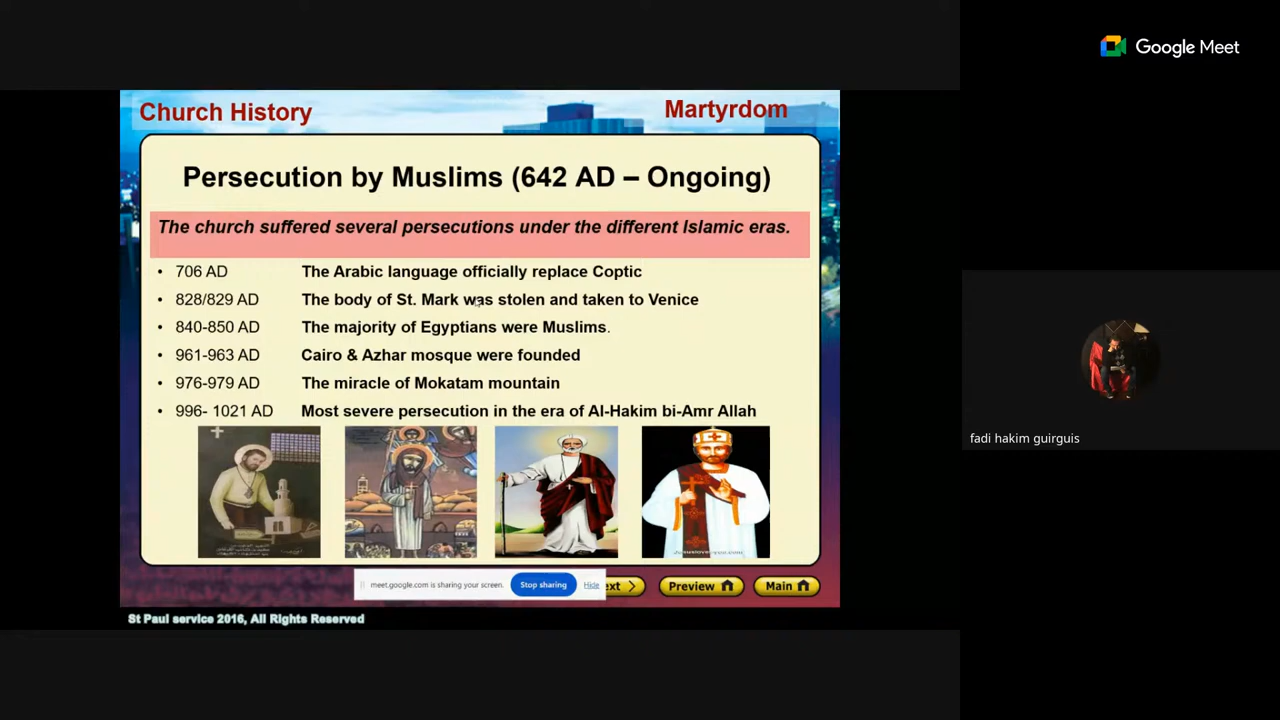 Google Meet
Church History
Martyrdom
Persecution by Muslims (642 AD – Ongoing)
The church suffered several persecutions under the different Islamic eras.
• 706 AD The Arabic language officially replace Coptic
• 828/829 AD The body of St. Mark was stolen and taken to Venice
• 840-850 AD The majority of Egyptians were Muslims.
• 961-963 AD Cairo & Azhar mosque were founded
• 976-979 AD The miracle of Mokatam mountain
• 996- 1021 AD Most severe persecution in the era of Al-Hakim bi-Amr Allah
fadi hakim guirguis
meet.google.com is sharing your screen. Stop sharing Hide
ext Preview Main
St Paul service 2016, All Rights Reserved